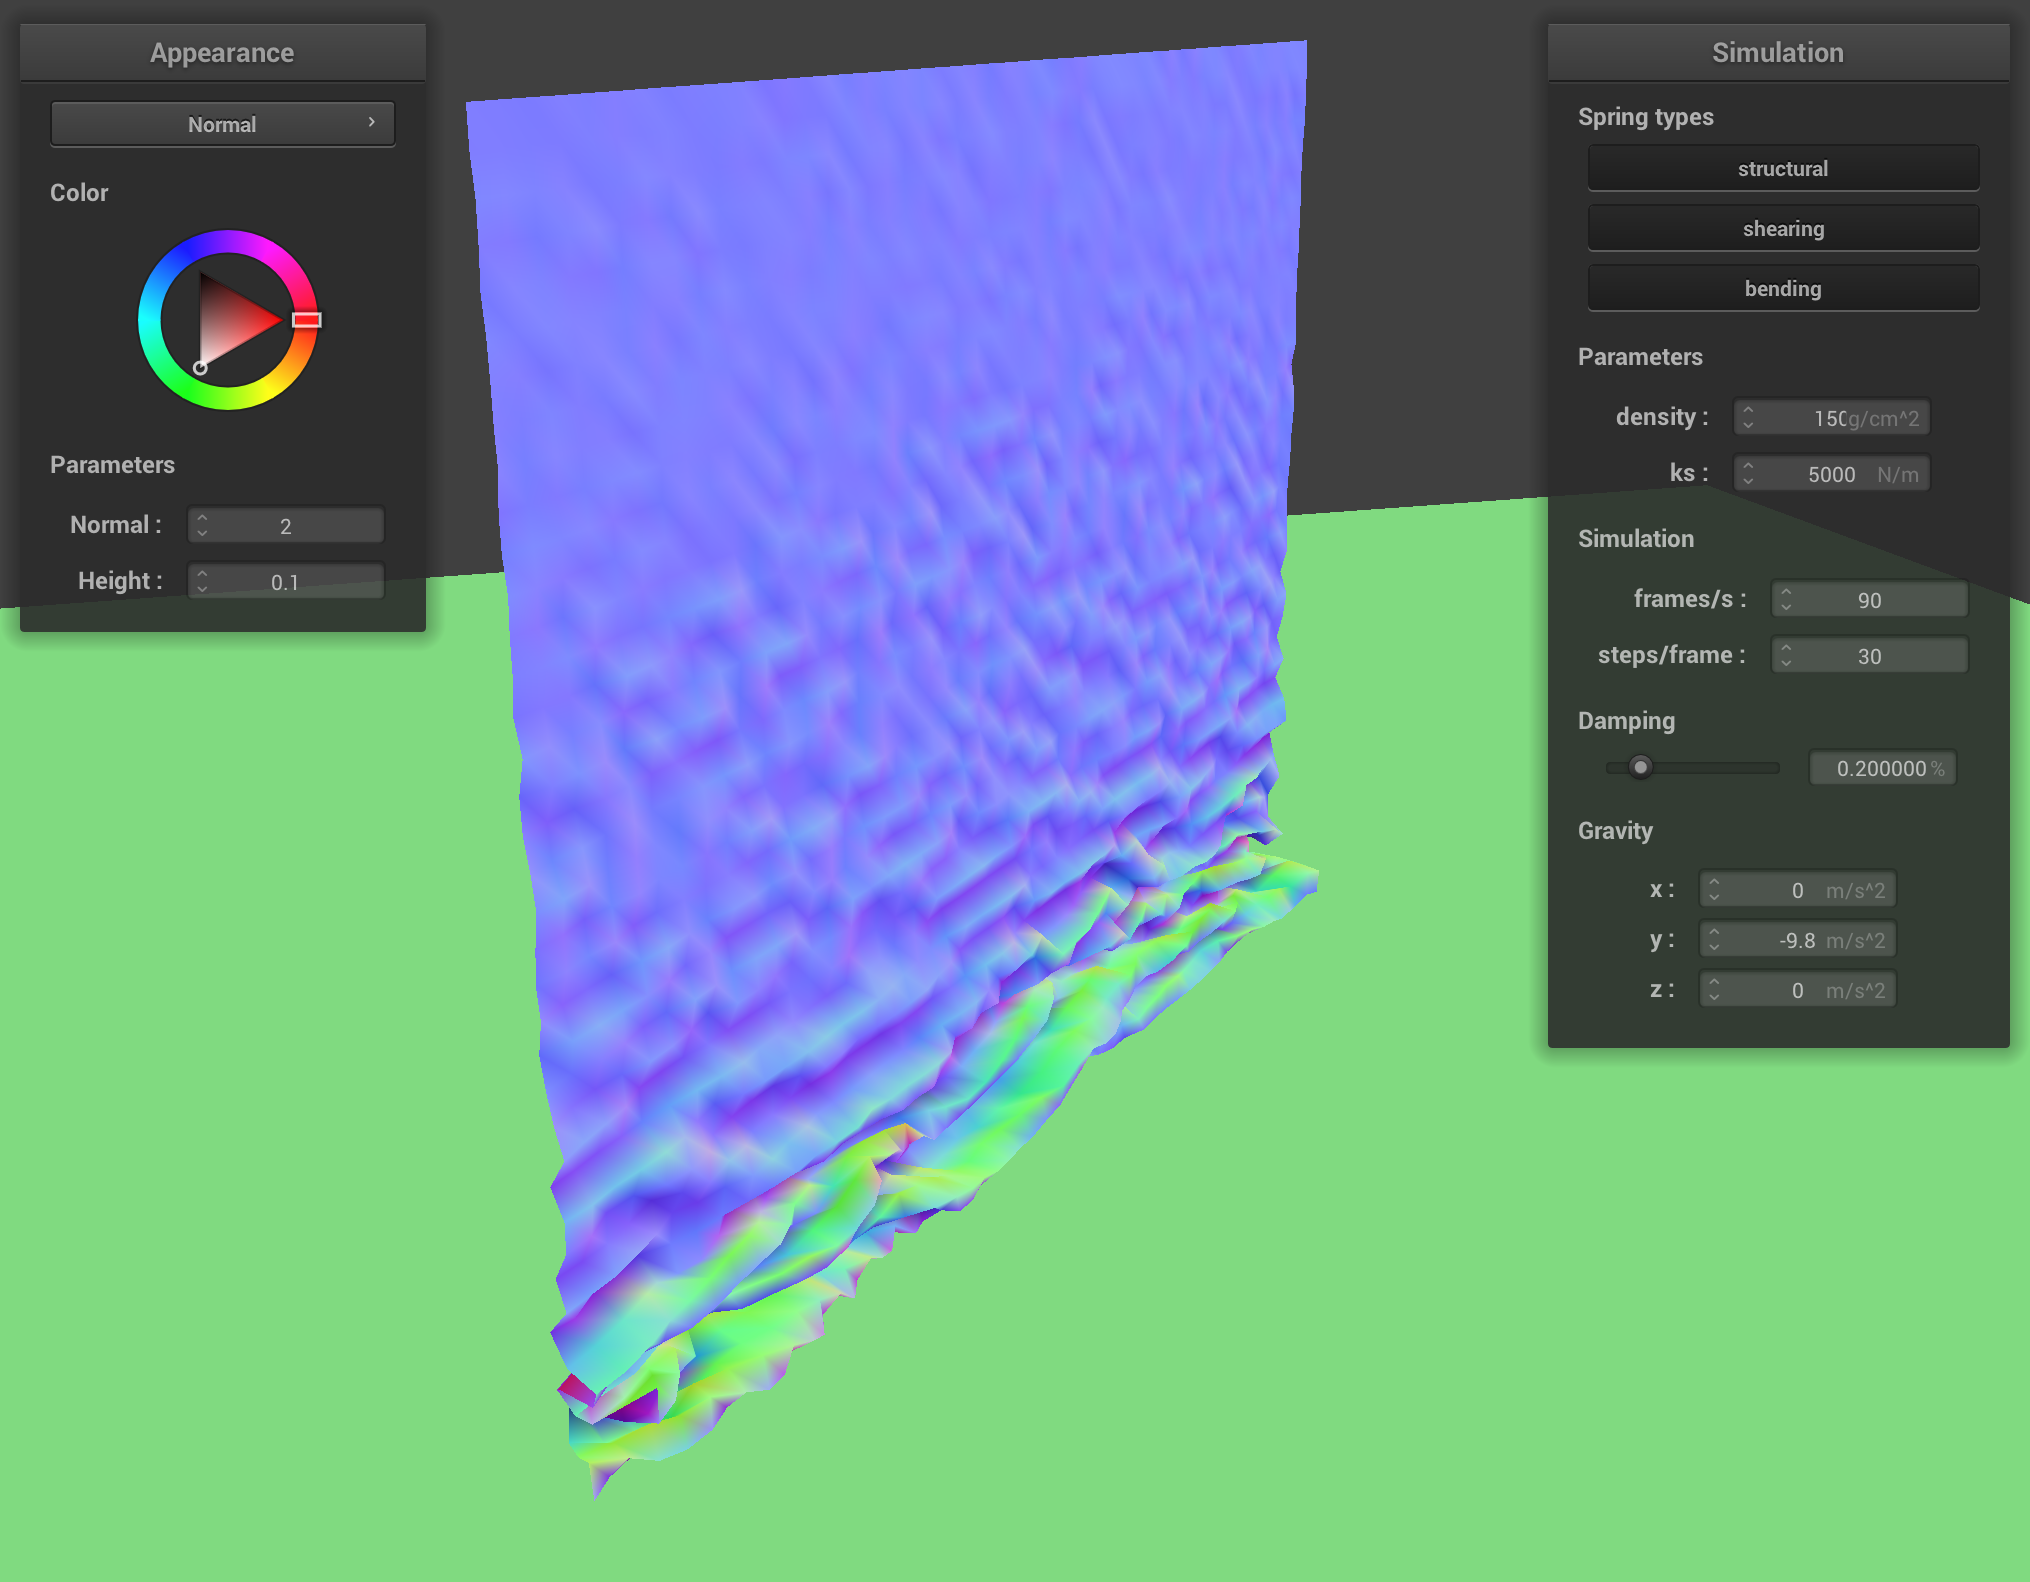 Appearance
Normal
Color
Parameters
Normal : 2
Height : 0.1
Simulation
Spring types
structural
shearing
bending
Parameters
density : 150 g/cm^2
ks : 5000 N/m
Simulation
frames/s : 90
steps/frame : 30
Damping
0.200000 %
Gravity
x : 0 m/s^2
y : -9.8 m/s^2
z : 0 m/s^2